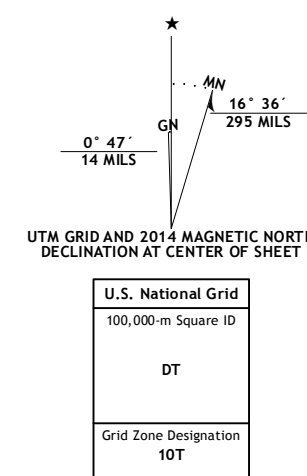 ★
MN
GN
16° 36´
295 MILS
0° 47´
14 MILS
UTM GRID AND 2014 MAGNETIC NORT
DECLINATION AT CENTER OF SHEET
U.S. National Grid
100,000-m Square ID
DT
Grid Zone Designation
10T